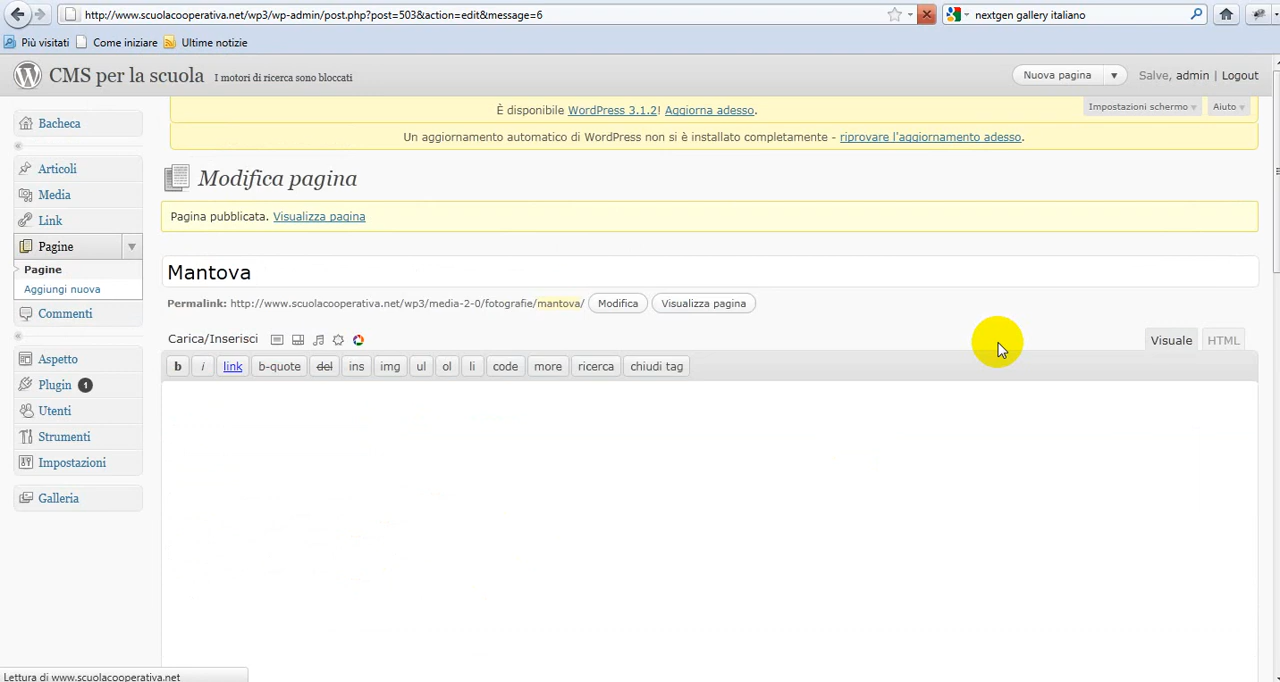 http://www.scuolacooperativa.net/wp3/wp-admin/post.php?post=503&action=edit&message=6
nextgen gallery italiano
Più visitati
Come iniziare
Ultime notizie
CMS per la scuola
I motori di ricerca sono bloccati
Nuova pagina
Salve, admin | Logout
È disponibile WordPress 3.1.2! Aggiorna adesso.
Impostazioni schermo
Aiuto
Un aggiornamento automatico di WordPress non si è installato completamente - riprovare l'aggiornamento adesso.
Bacheca
Articoli
Media
Link
Pagine
Pagine
Aggiungi nuova
Commenti
Aspetto
Plugin 1
Utenti
Strumenti
Impostazioni
Galleria
Modifica pagina
Pagina pubblicata. Visualizza pagina
Mantova
Permalink: http://www.scuolacooperativa.net/wp3/media-2-0/fotografie/mantova/ Modifica Visualizza pagina
Carica/Inserisci
Visuale
HTML
b i link b-quote del ins img ul ol li code more ricerca chiudi tag
Lettura di www.scuolacooperativa.net